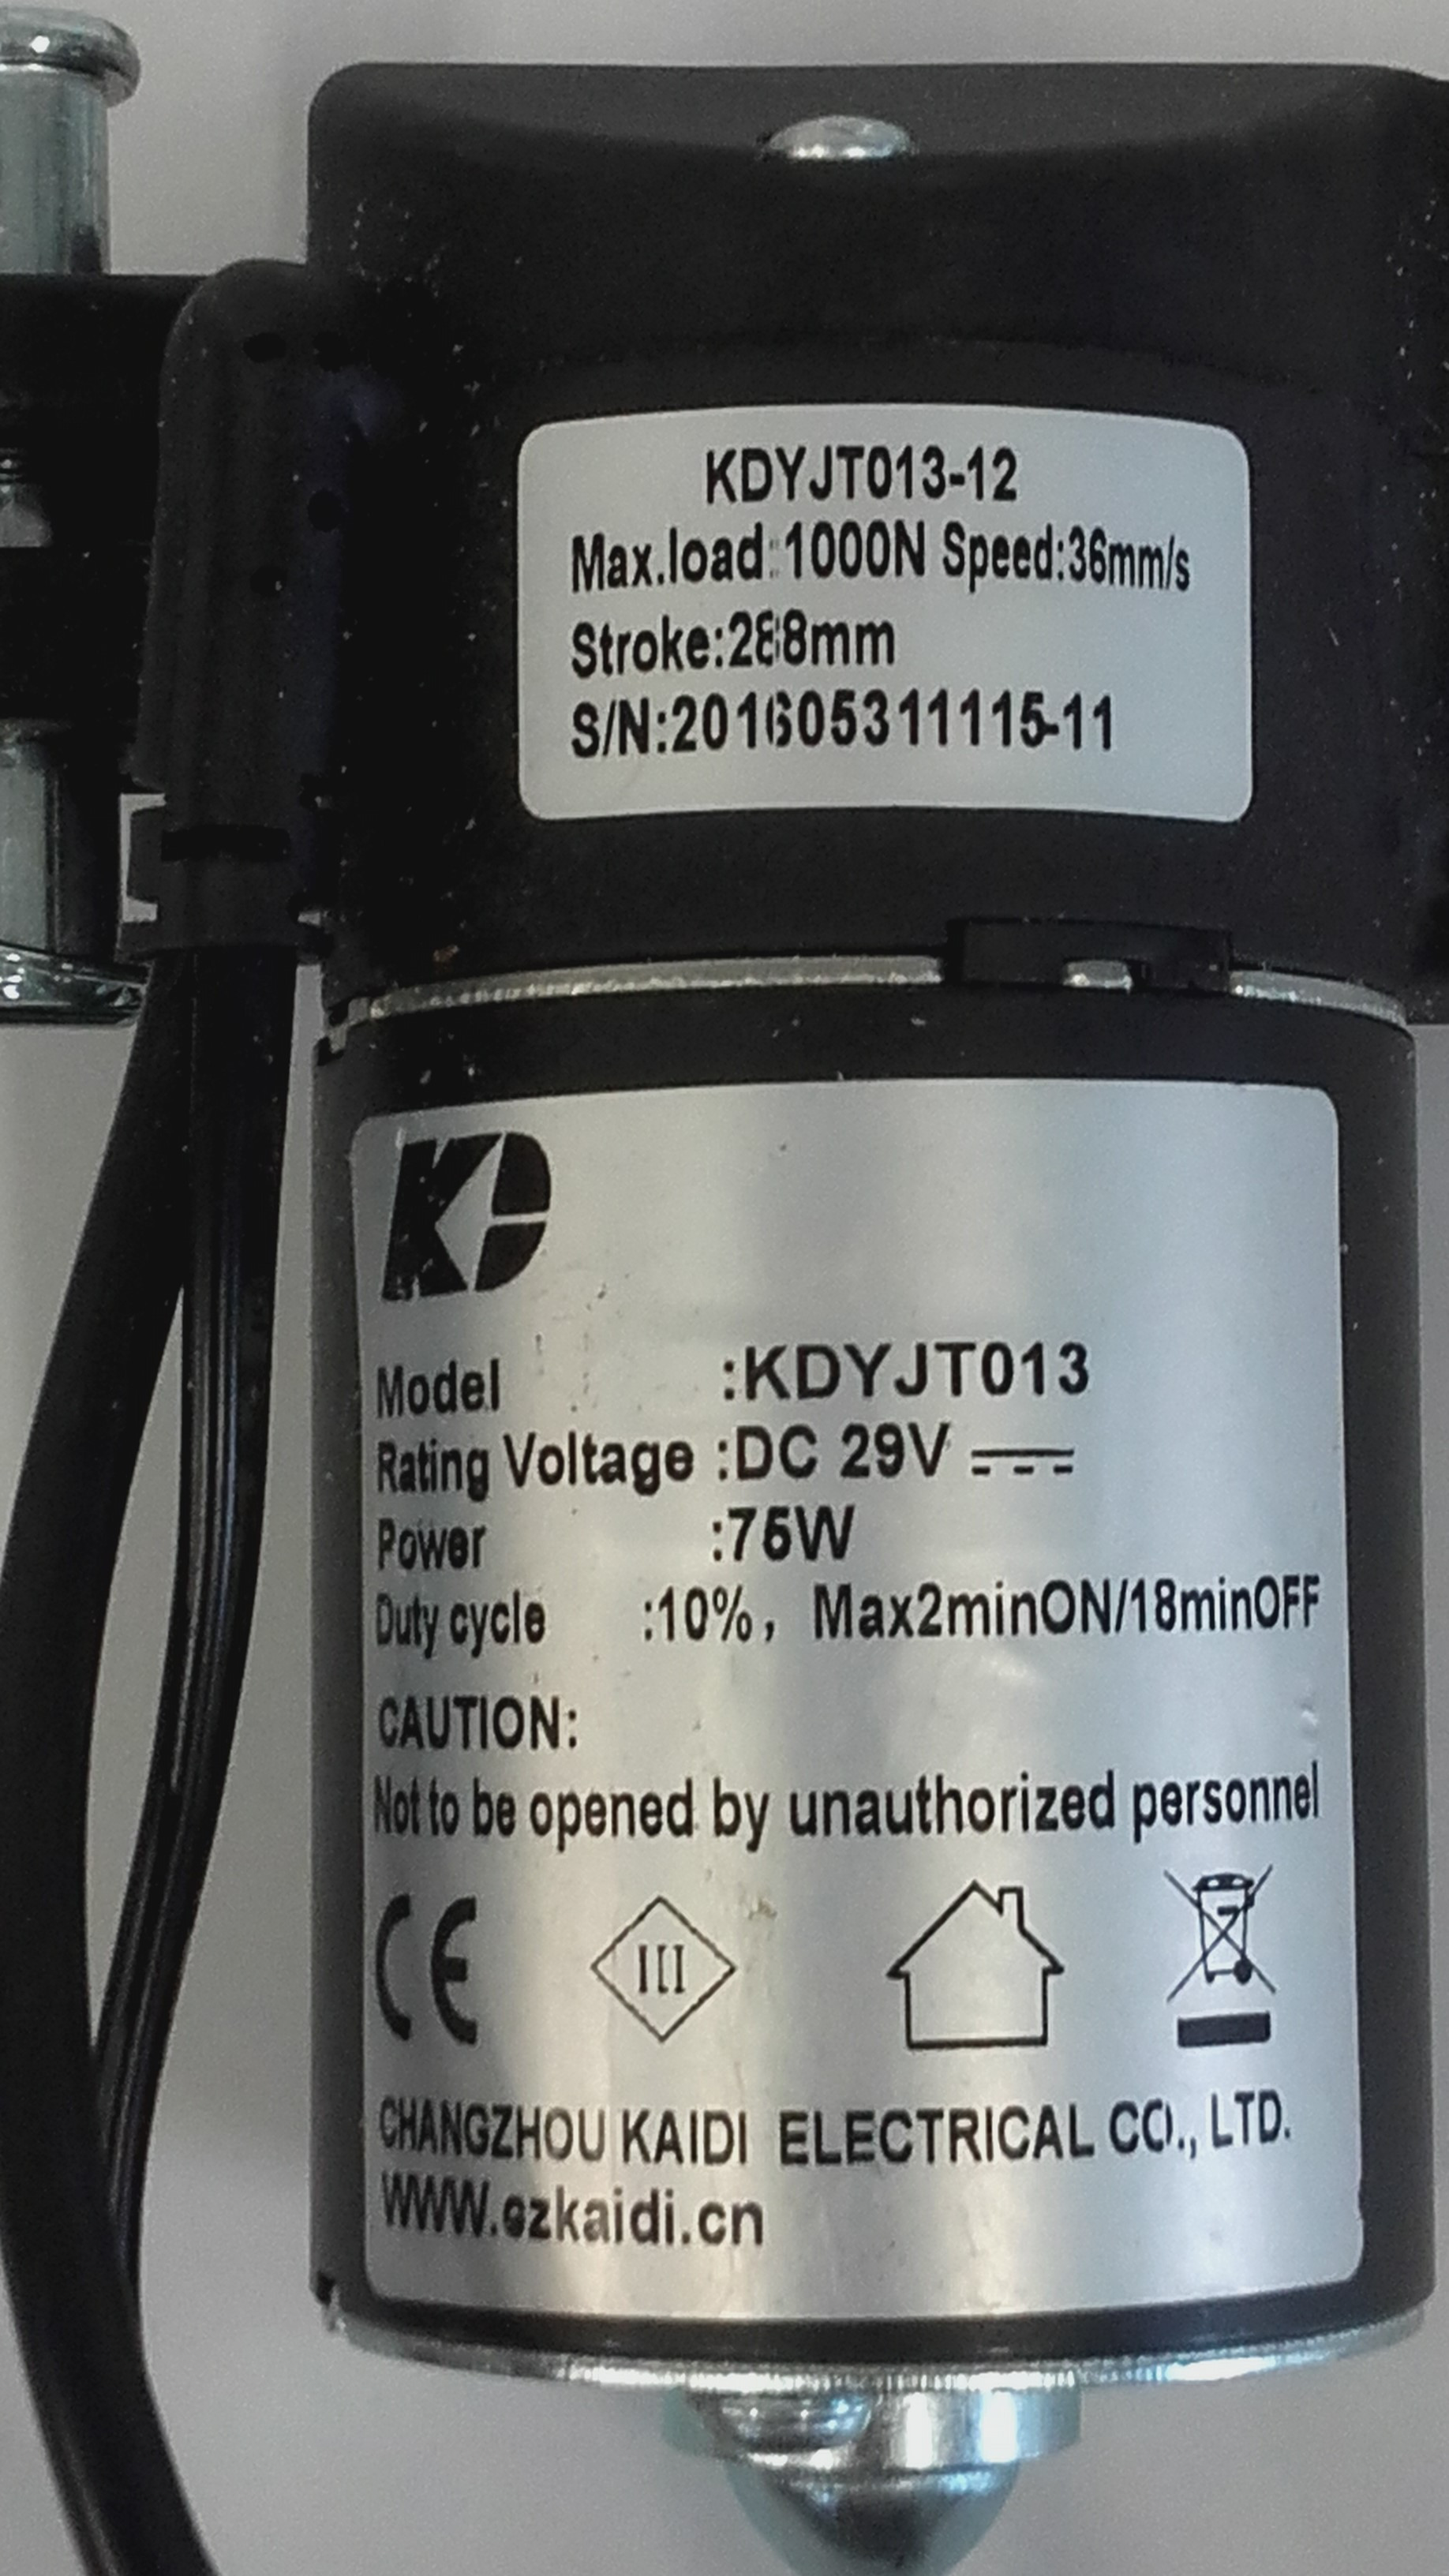 KDYJT013-12
Max.load:1000N Speed:36mm/s
Stroke:288mm
S/N:201605311115-11
KD
Model :KDYJT013
Rating Voltage :DC 29V
Power :75W
Duty cycle :10%, Max2minON/18minOFF
CAUTION:
Not to be opened by unauthorized personnel
CE III
CHANGZHOU KAIDI ELECTRICAL CO., LTD.
WWW.czkaidi.cn